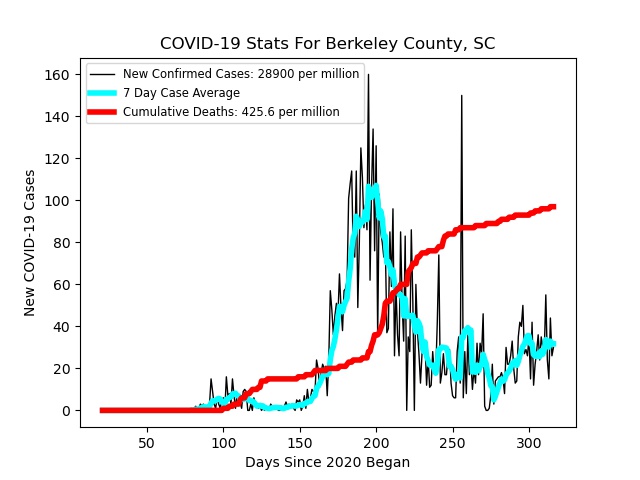 COVID-19 Stats For Berkeley County, SC
New Confirmed Cases: 28900 per million
7 Day Case Average
Cumulative Deaths: 425.6 per million
New COVID-19 Cases
160
140
120
100
80
60
40
20
0
50 100 150 200 250 300
Days Since 2020 Began